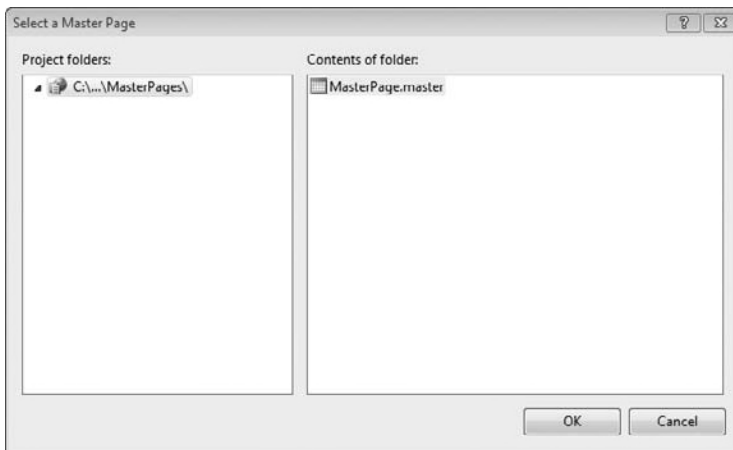 Select a Master Page
Project folders:
Contents of folder:
C:\...\MasterPages\
MasterPage.master
OK
Cancel